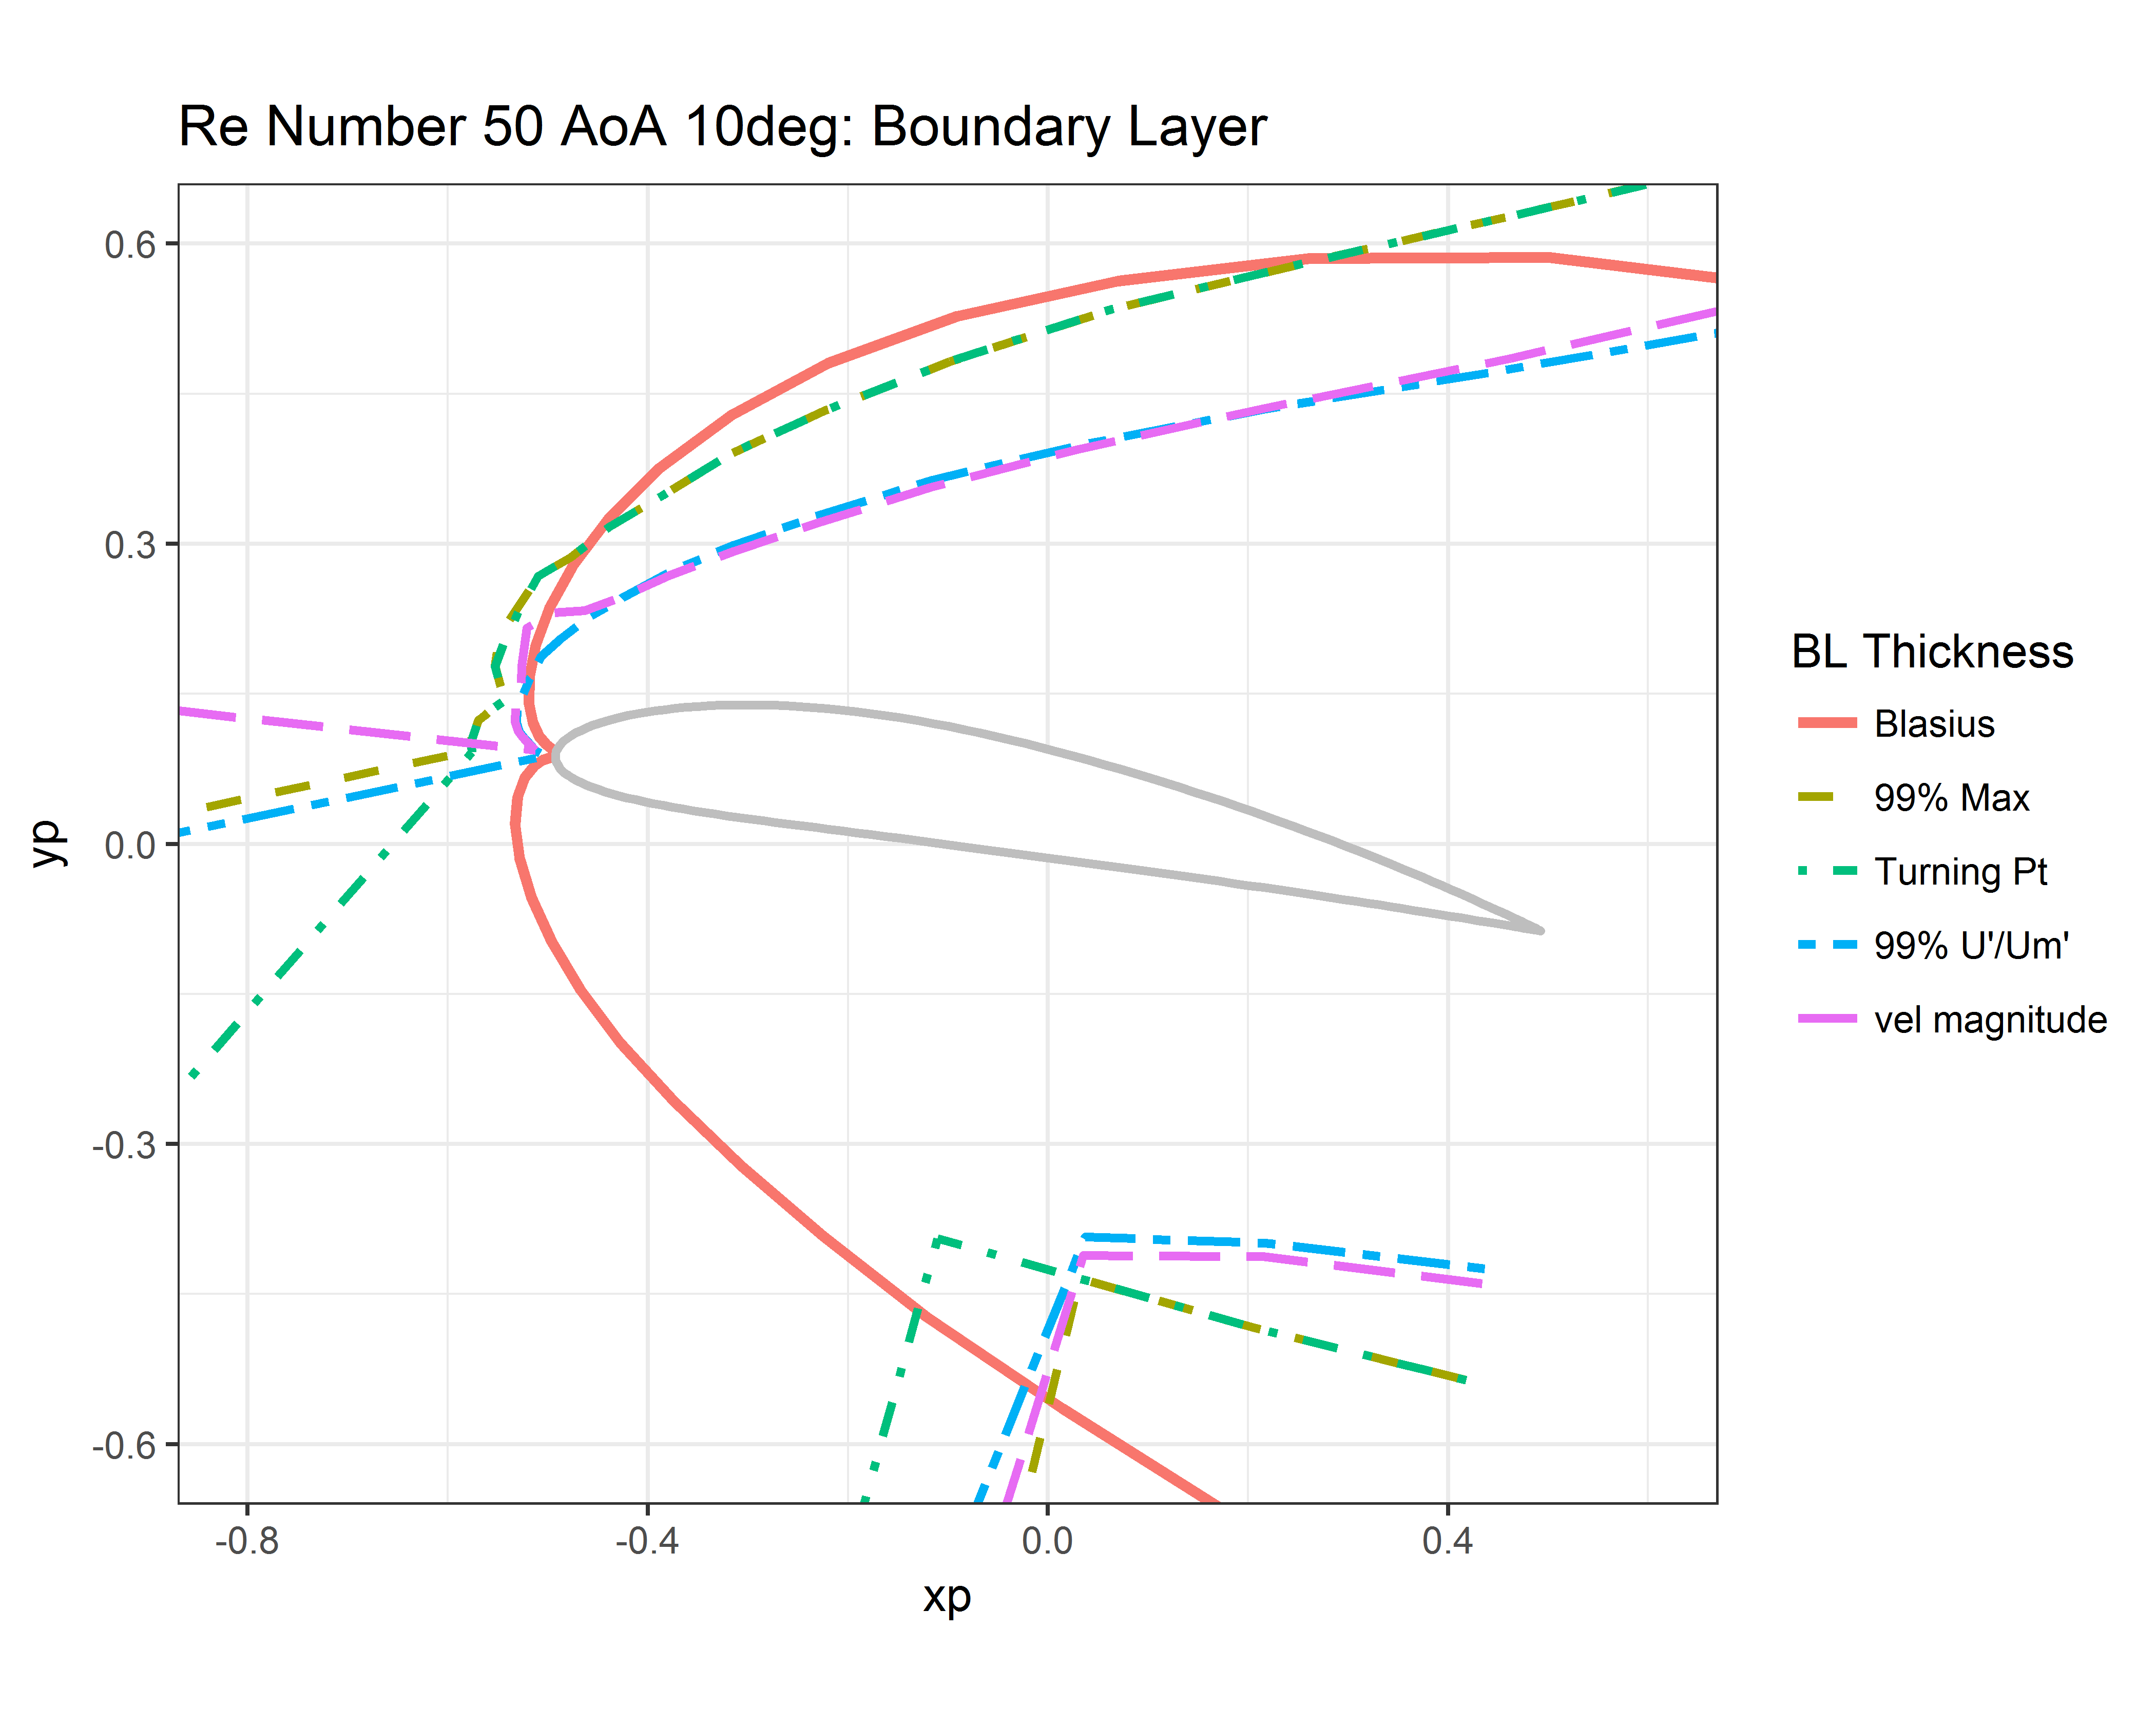 Re Number 50 AoA 10deg: Boundary Layer
0.6
0.3
0.0
-0.3
-0.6
yp
-0.8
-0.4
0.0
0.4
xp
BL Thickness
Blasius
99% Max
Turning Pt
99% U'/Um'
vel magnitude